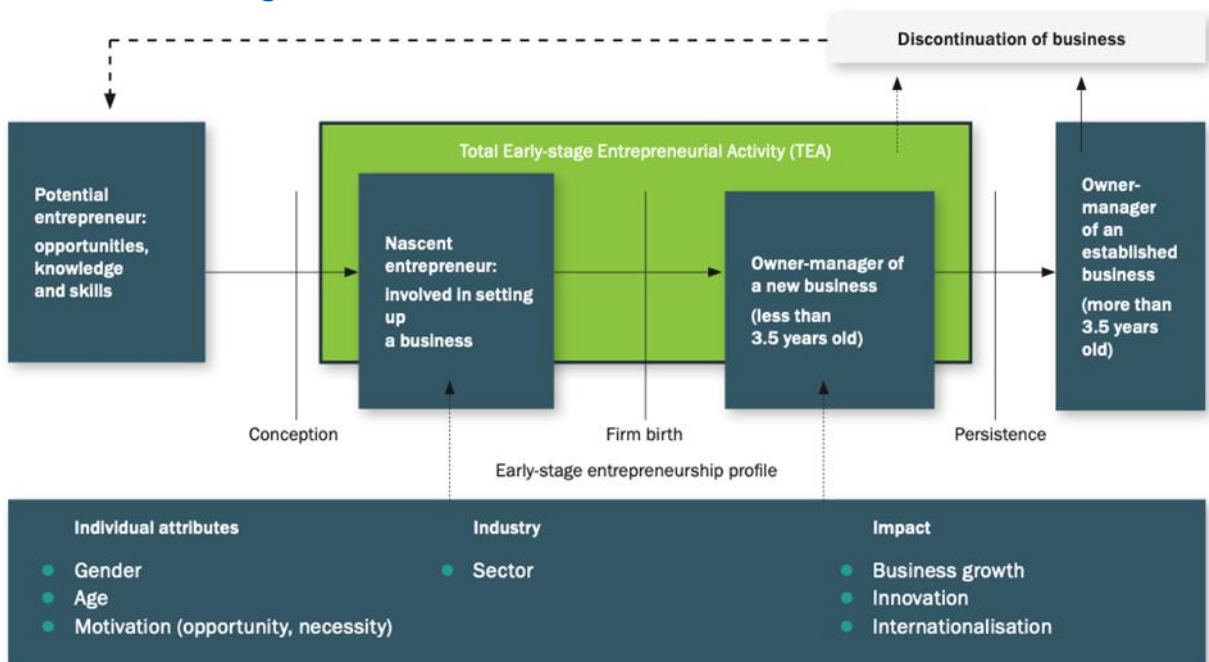 Discontinuation of business
Total Early-stage Entrepreneurial Activity (TEA)
Potential
entrepreneur:
opportunities,
knowledge
and skills
Nascent
entrepreneur:
involved in setting
up
a business
Owner-manager of
a new business
(less than
3.5 years old)
Owner-
manager
of an
established
business
(more than
3.5 years
old)
Conception
Firm birth
Persistence
Early-stage entrepreneurship profile
Individual attributes
Gender
Age
Motivation (opportunity, necessity)
Industry
Sector
Impact
Business growth
Innovation
Internationalisation